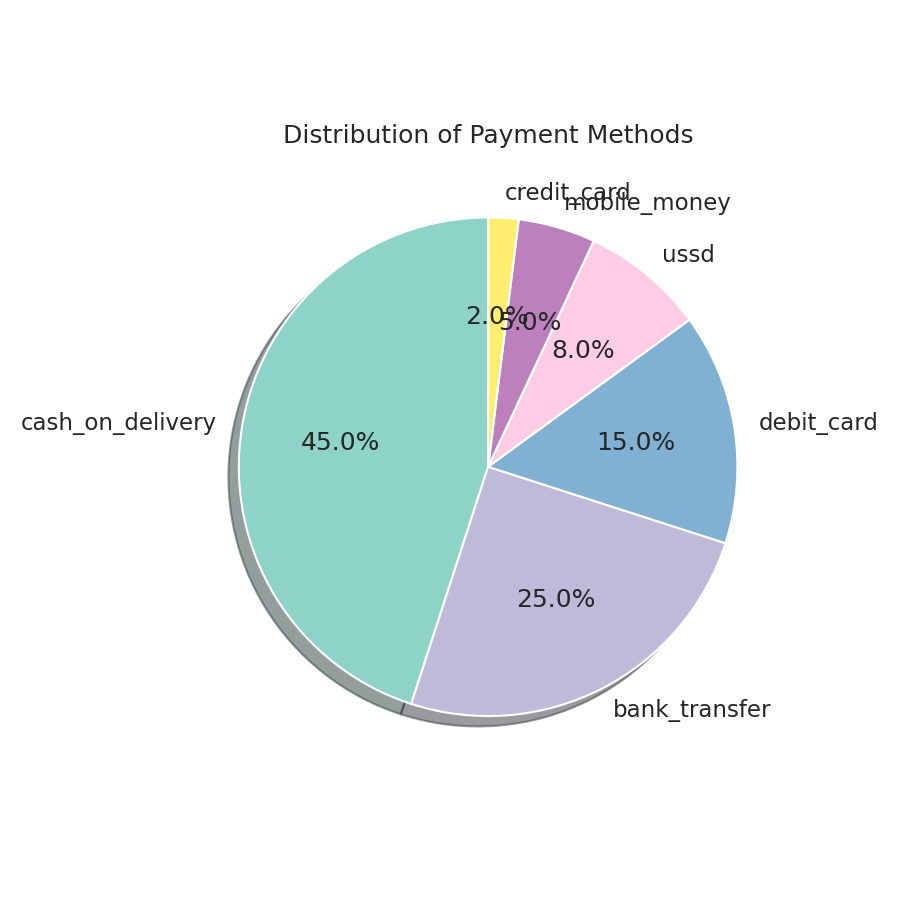 Distribution of Payment Methods
credit_card
mobile_money
ussd
2.0%
5.0%
8.0%
cash_on_delivery
debit_card
45.0%
15.0%
25.0%
bank_transfer